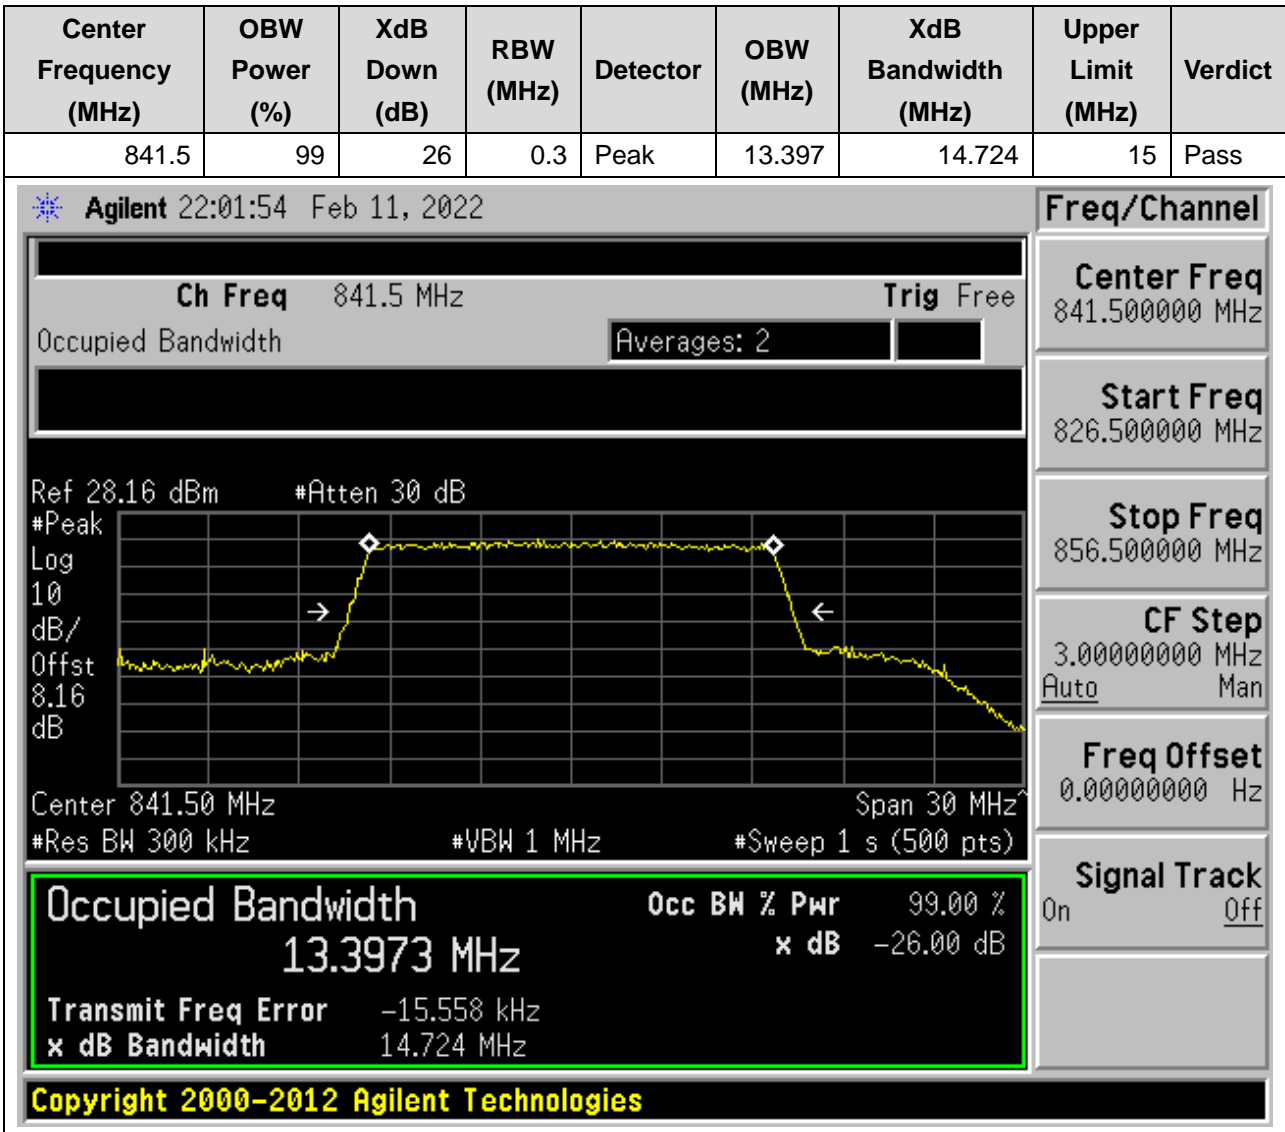 Center Frequency (MHz) OBW Power (%) XdB Down (dB) RBW (MHz) Detector OBW (MHz) XdB Bandwidth (MHz) Upper Limit (MHz) Verdict
841.5 99 26 0.3 Peak 13.397 14.724 15 Pass
Agilent 22:01:54 Feb 11, 2022
Ch Freq 841.5 MHz Trig Free
Occupied Bandwidth Averages: 2
Ref 28.16 dBm #Atten 30 dB
#Peak
Log
10
dB/
Offst
8.16
dB
Center 841.50 MHz Span 30 MHz^
#Res BW 300 kHz #VBW 1 MHz #Sweep 1 s (500 pts)
Occupied Bandwidth Occ BW % Pwr 99.00 %
13.3973 MHz x dB -26.00 dB
Transmit Freq Error -15.558 kHz
x dB Bandwidth 14.724 MHz
Copyright 2000-2012 Agilent Technologies
Freq/Channel
Center Freq
841.500000 MHz
Start Freq
826.500000 MHz
Stop Freq
856.500000 MHz
CF Step
3.00000000 MHz
Auto Man
Freq Offset
0.00000000 Hz
Signal Track
On Off